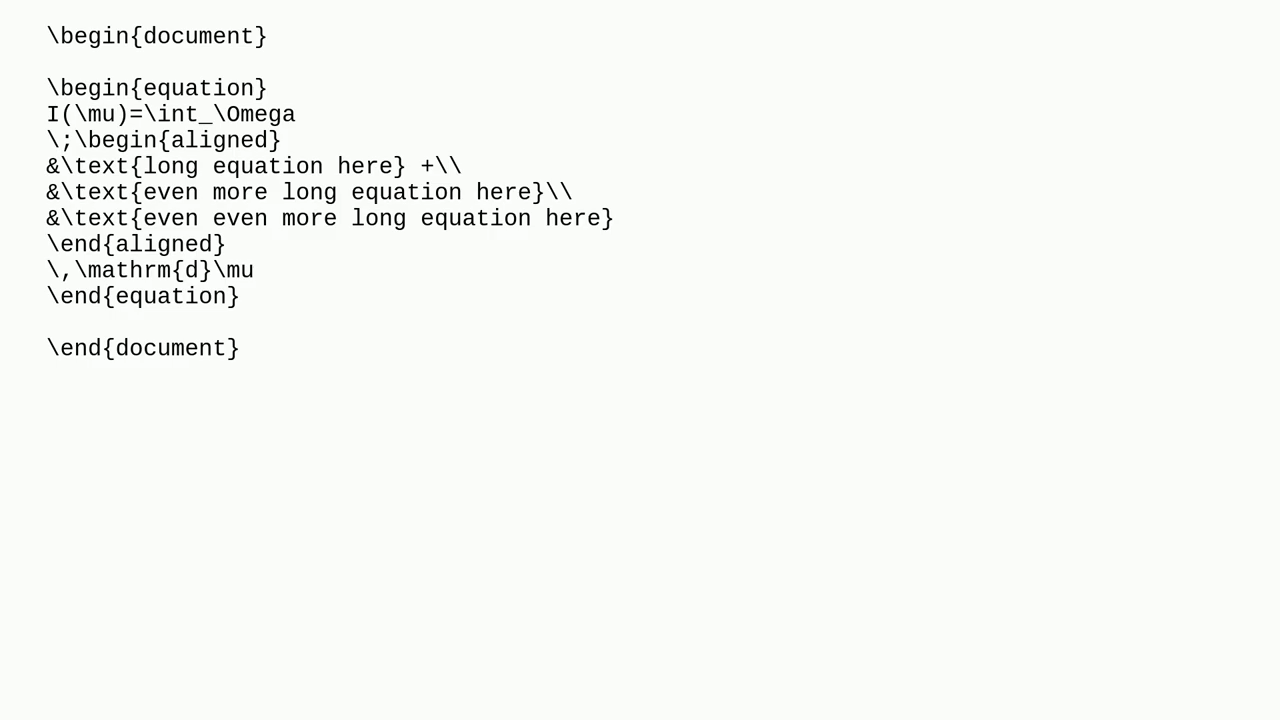 \begin{document}

\begin{equation}
I(\mu)=\int_\Omega
\;\begin{aligned}
&\text{long equation here} +\\
&\text{even more long equation here}\\
&\text{even even more long equation here}
\end{aligned}
\,\mathrm{d}\mu
\end{equation}

\end{document}